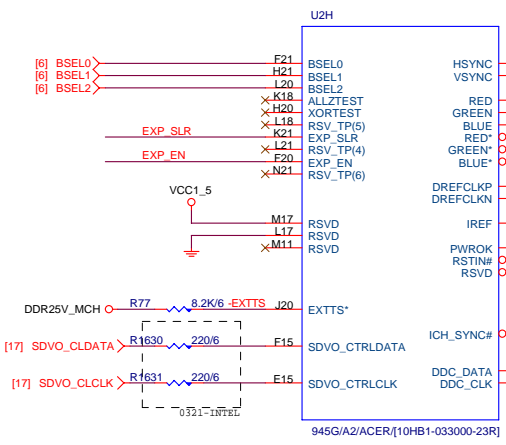 U2H
[6] BSEL0 F21 BSEL0 HSYNC
[6] BSEL1 H21 BSEL1 VSYNC
[6] BSEL2 L20 BSEL2
K18 ALLZTEST RED
H20 XORTEST GREEN
L18 RSV_TP(5) BLUE
EXP_SLR K21 EXP_SLR RED*
L21 RSV_TP(4) GREEN*
EXP_EN F20 EXP_EN BLUE*
N21 RSV_TP(6)
VCC1_5 DREFCLKP
DREFCLKN
M17 RSVD IREF
L17 RSVD
M11 RSVD PWROK
RSTIN#
RSVD
DDR25V_MCH R77 8.2K/6 -EXTTS J20 EXTTS*
ICH_SYNC#
[17] SDVO_CLDATA R1630 220/6 F15 SDVO_CTRLDATA
DDC_DATA
[17] SDVO_CLCLK R1631 220/6 E15 SDVO_CTRLCLK DDC_CLK
0321-INTEL
945G/A2/ACER/[10HB1-033000-23R]